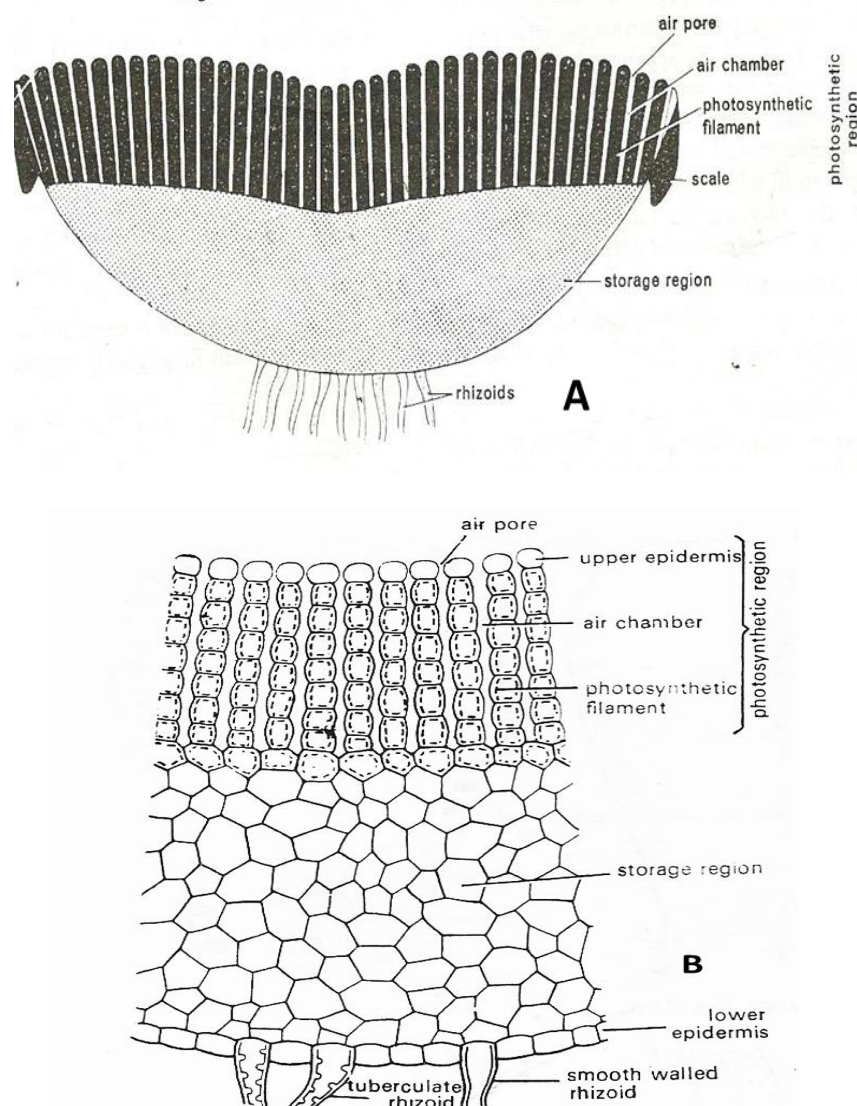 air pore
air chamber
photosynthetic
filament
photosynthetic
region
scale
storage region
rhizoids
A
air pore
upper epidermis
air chamber
photosynthetic region
photosynthetic
filament
storage region
B
lower
epidermis
smooth walled
rhizoid
tuberculate
rhizoid